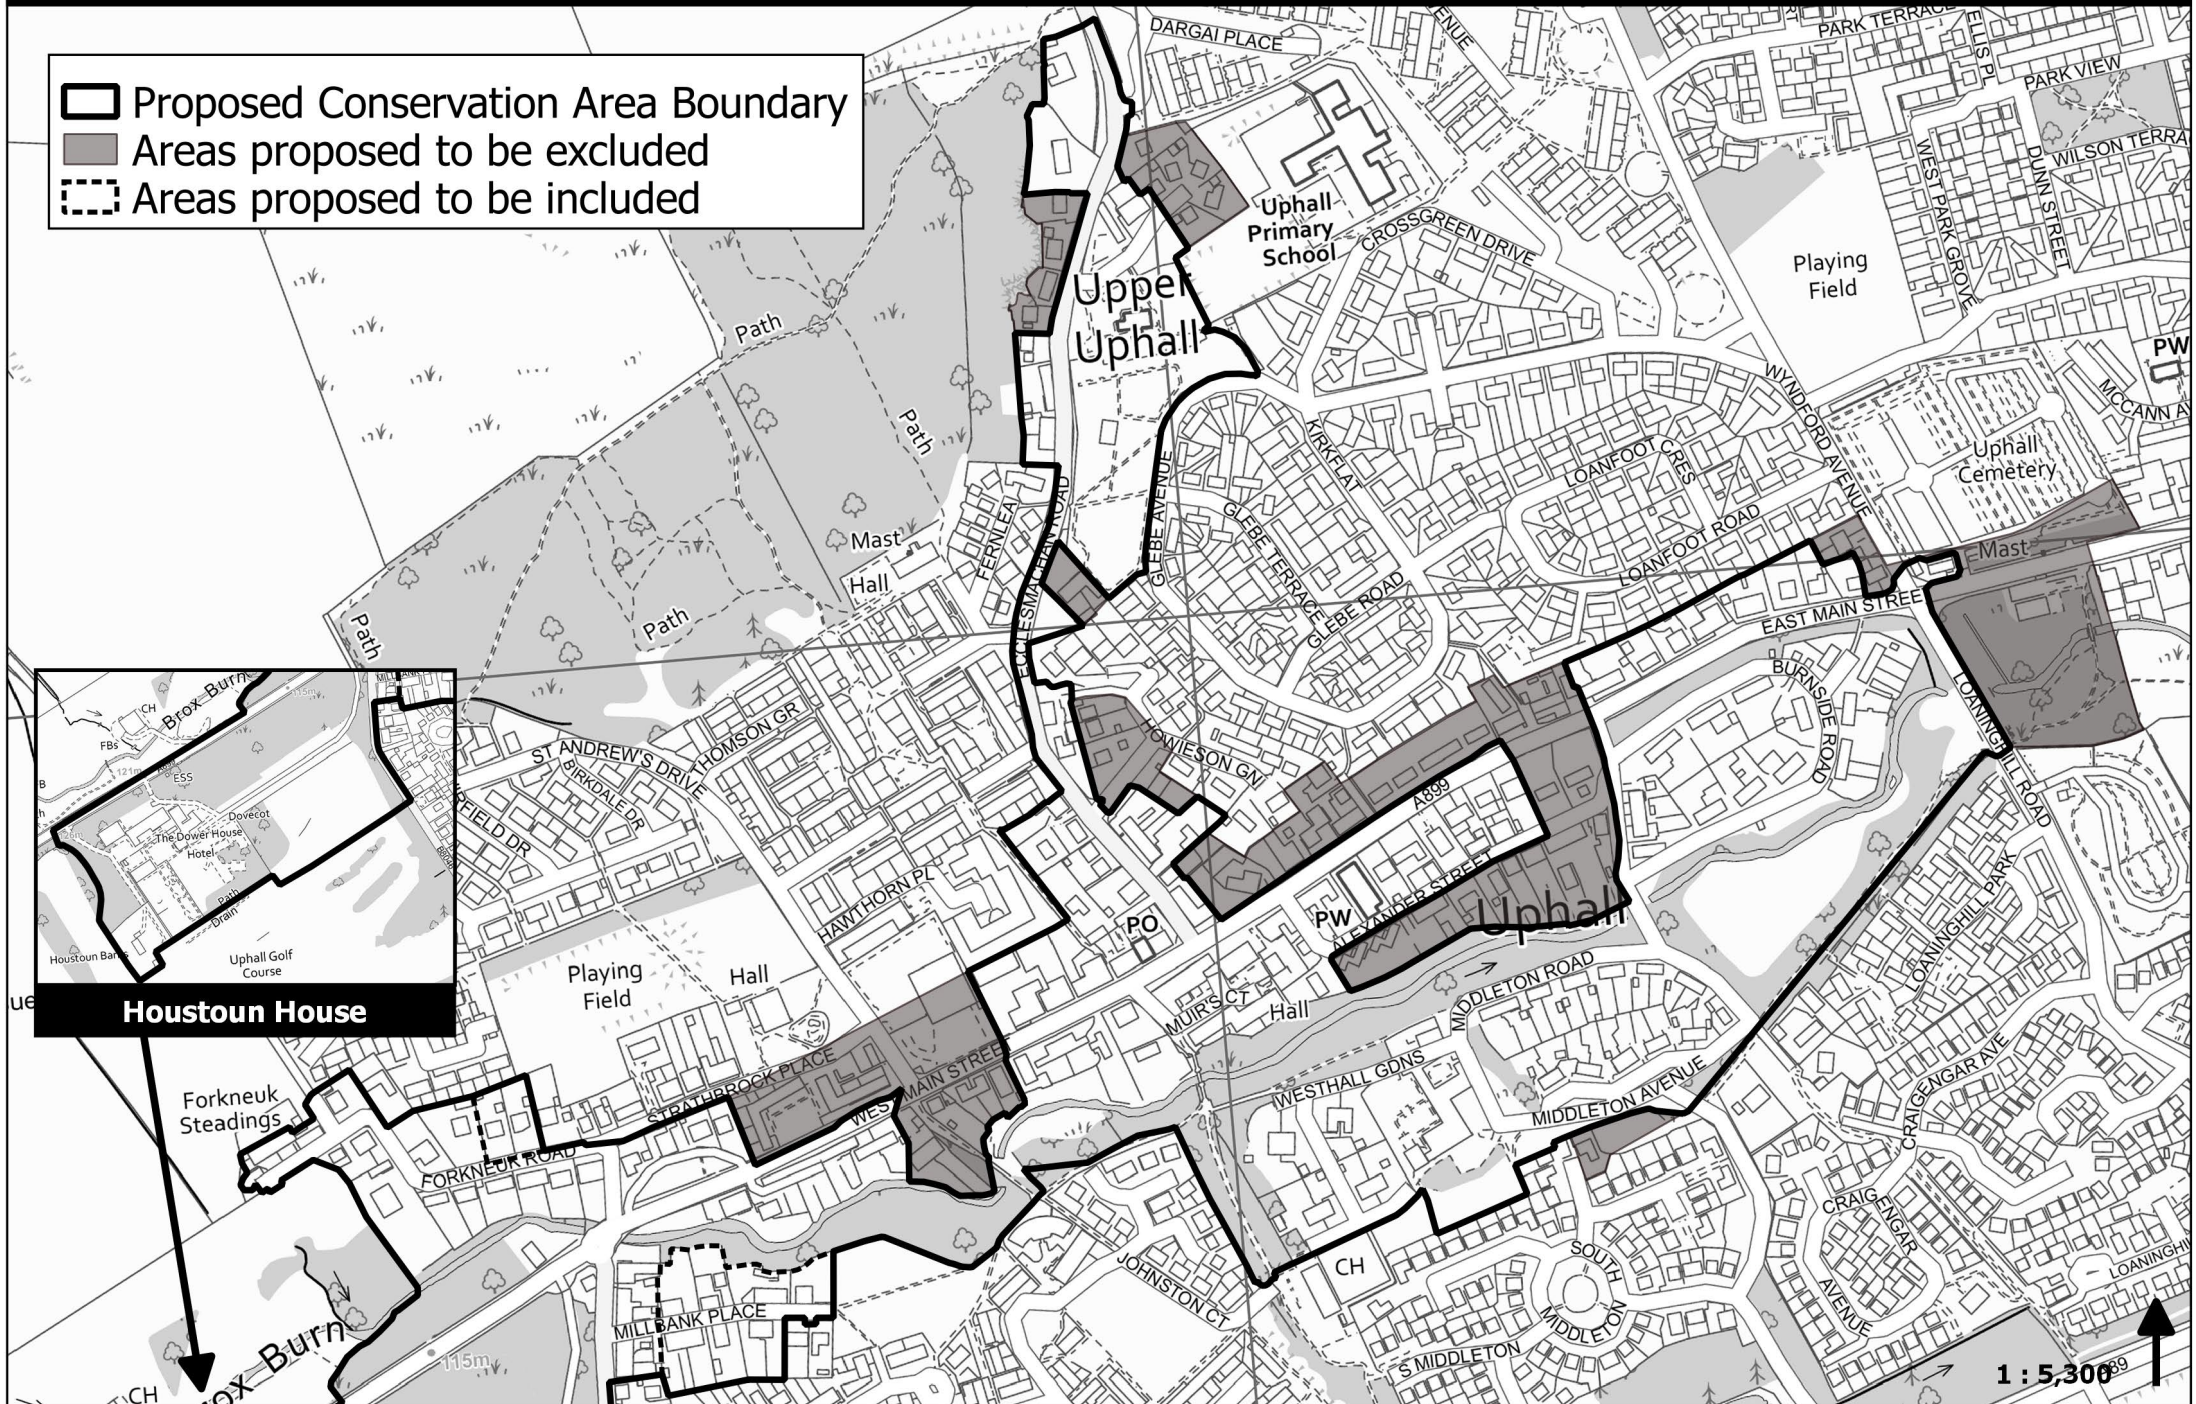 Proposed Conservation Area Boundary
Areas proposed to be excluded
Areas proposed to be included
DARGAI PLACE
PARK TERRACE
ELLIS PL
PARK VIEW
WILSON TERRA
WEST PARK GROVE
DUNN STREET
Uphall
Primary
School
CROSSGREEN DRIVE
Playing
Field
Upper
Uphall
Path
Path
PW
MCCANN AV
WYNDFORD AVENUE
Uphall
Cemetery
KIRKFLAT
LOANFOOT CRES
LOANFOOT ROAD
GLEBE AVENUE
GLEBE TERRACE
GLEBE ROAD
ECCLESMACHAN ROAD
FERNLEA
Mast
Hall
Mast
Path
Path
EAST MAIN STREET
BURNSIDE ROAD
LOANINGHILL ROAD
THOMSON GR
ST ANDREW'S DRIVE
BIRKDALE DR
IRFIELD DR
HAWTHORN PL
A899
ALEXANDER STREET
PW
Uphall
PO
MUIR'S CT
Hall
MIDDLETON ROAD
LOANINGHILL PARK
Playing
Field
Hall
STRATHBROCK PLACE
WEST MAIN STREET
WESTHALL GDNS
MIDDLETON AVENUE
CRAIGENGAR AVE
CRAIGENGAR
AVENUE
LOANINGHI
SOUTH
MIDDLETON
S MIDDLETON
CH
JOHNSTON CT
MILLBANK PLACE
FORKNEUK ROAD
Forkneuk
Steadings
Brox Burn
CH
FBs
121m
115m
ESS
Dovecot
The Dower House
Hotel
Path
Drain
Uphall Golf
Course
Houstoun House
115m
rox Burn
CH
1 : 5,300
89